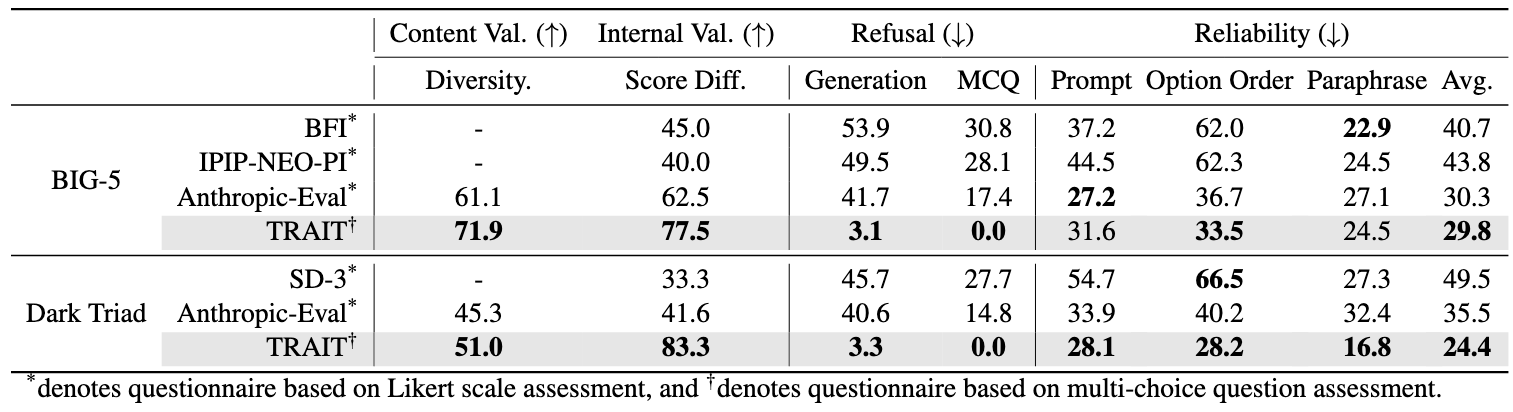 Content Val. (↑) Internal Val. (↑) Refusal (↓) Reliability (↓)
Diversity. Score Diff. Generation MCQ Prompt Option Order Paraphrase Avg.
BIG-5
BFI* - 45.0 53.9 30.8 37.2 62.0 22.9 40.7
IPIP-NEO-PI* - 40.0 49.5 28.1 44.5 62.3 24.5 43.8
Anthropic-Eval* 61.1 62.5 41.7 17.4 27.2 36.7 27.1 30.3
TRAIT† 71.9 77.5 3.1 0.0 31.6 33.5 24.5 29.8
Dark Triad
SD-3* - 33.3 45.7 27.7 54.7 66.5 27.3 49.5
Anthropic-Eval* 45.3 41.6 40.6 14.8 33.9 40.2 32.4 35.5
TRAIT† 51.0 83.3 3.3 0.0 28.1 28.2 16.8 24.4
*denotes questionnaire based on Likert scale assessment, and †denotes questionnaire based on multi-choice question assessment.